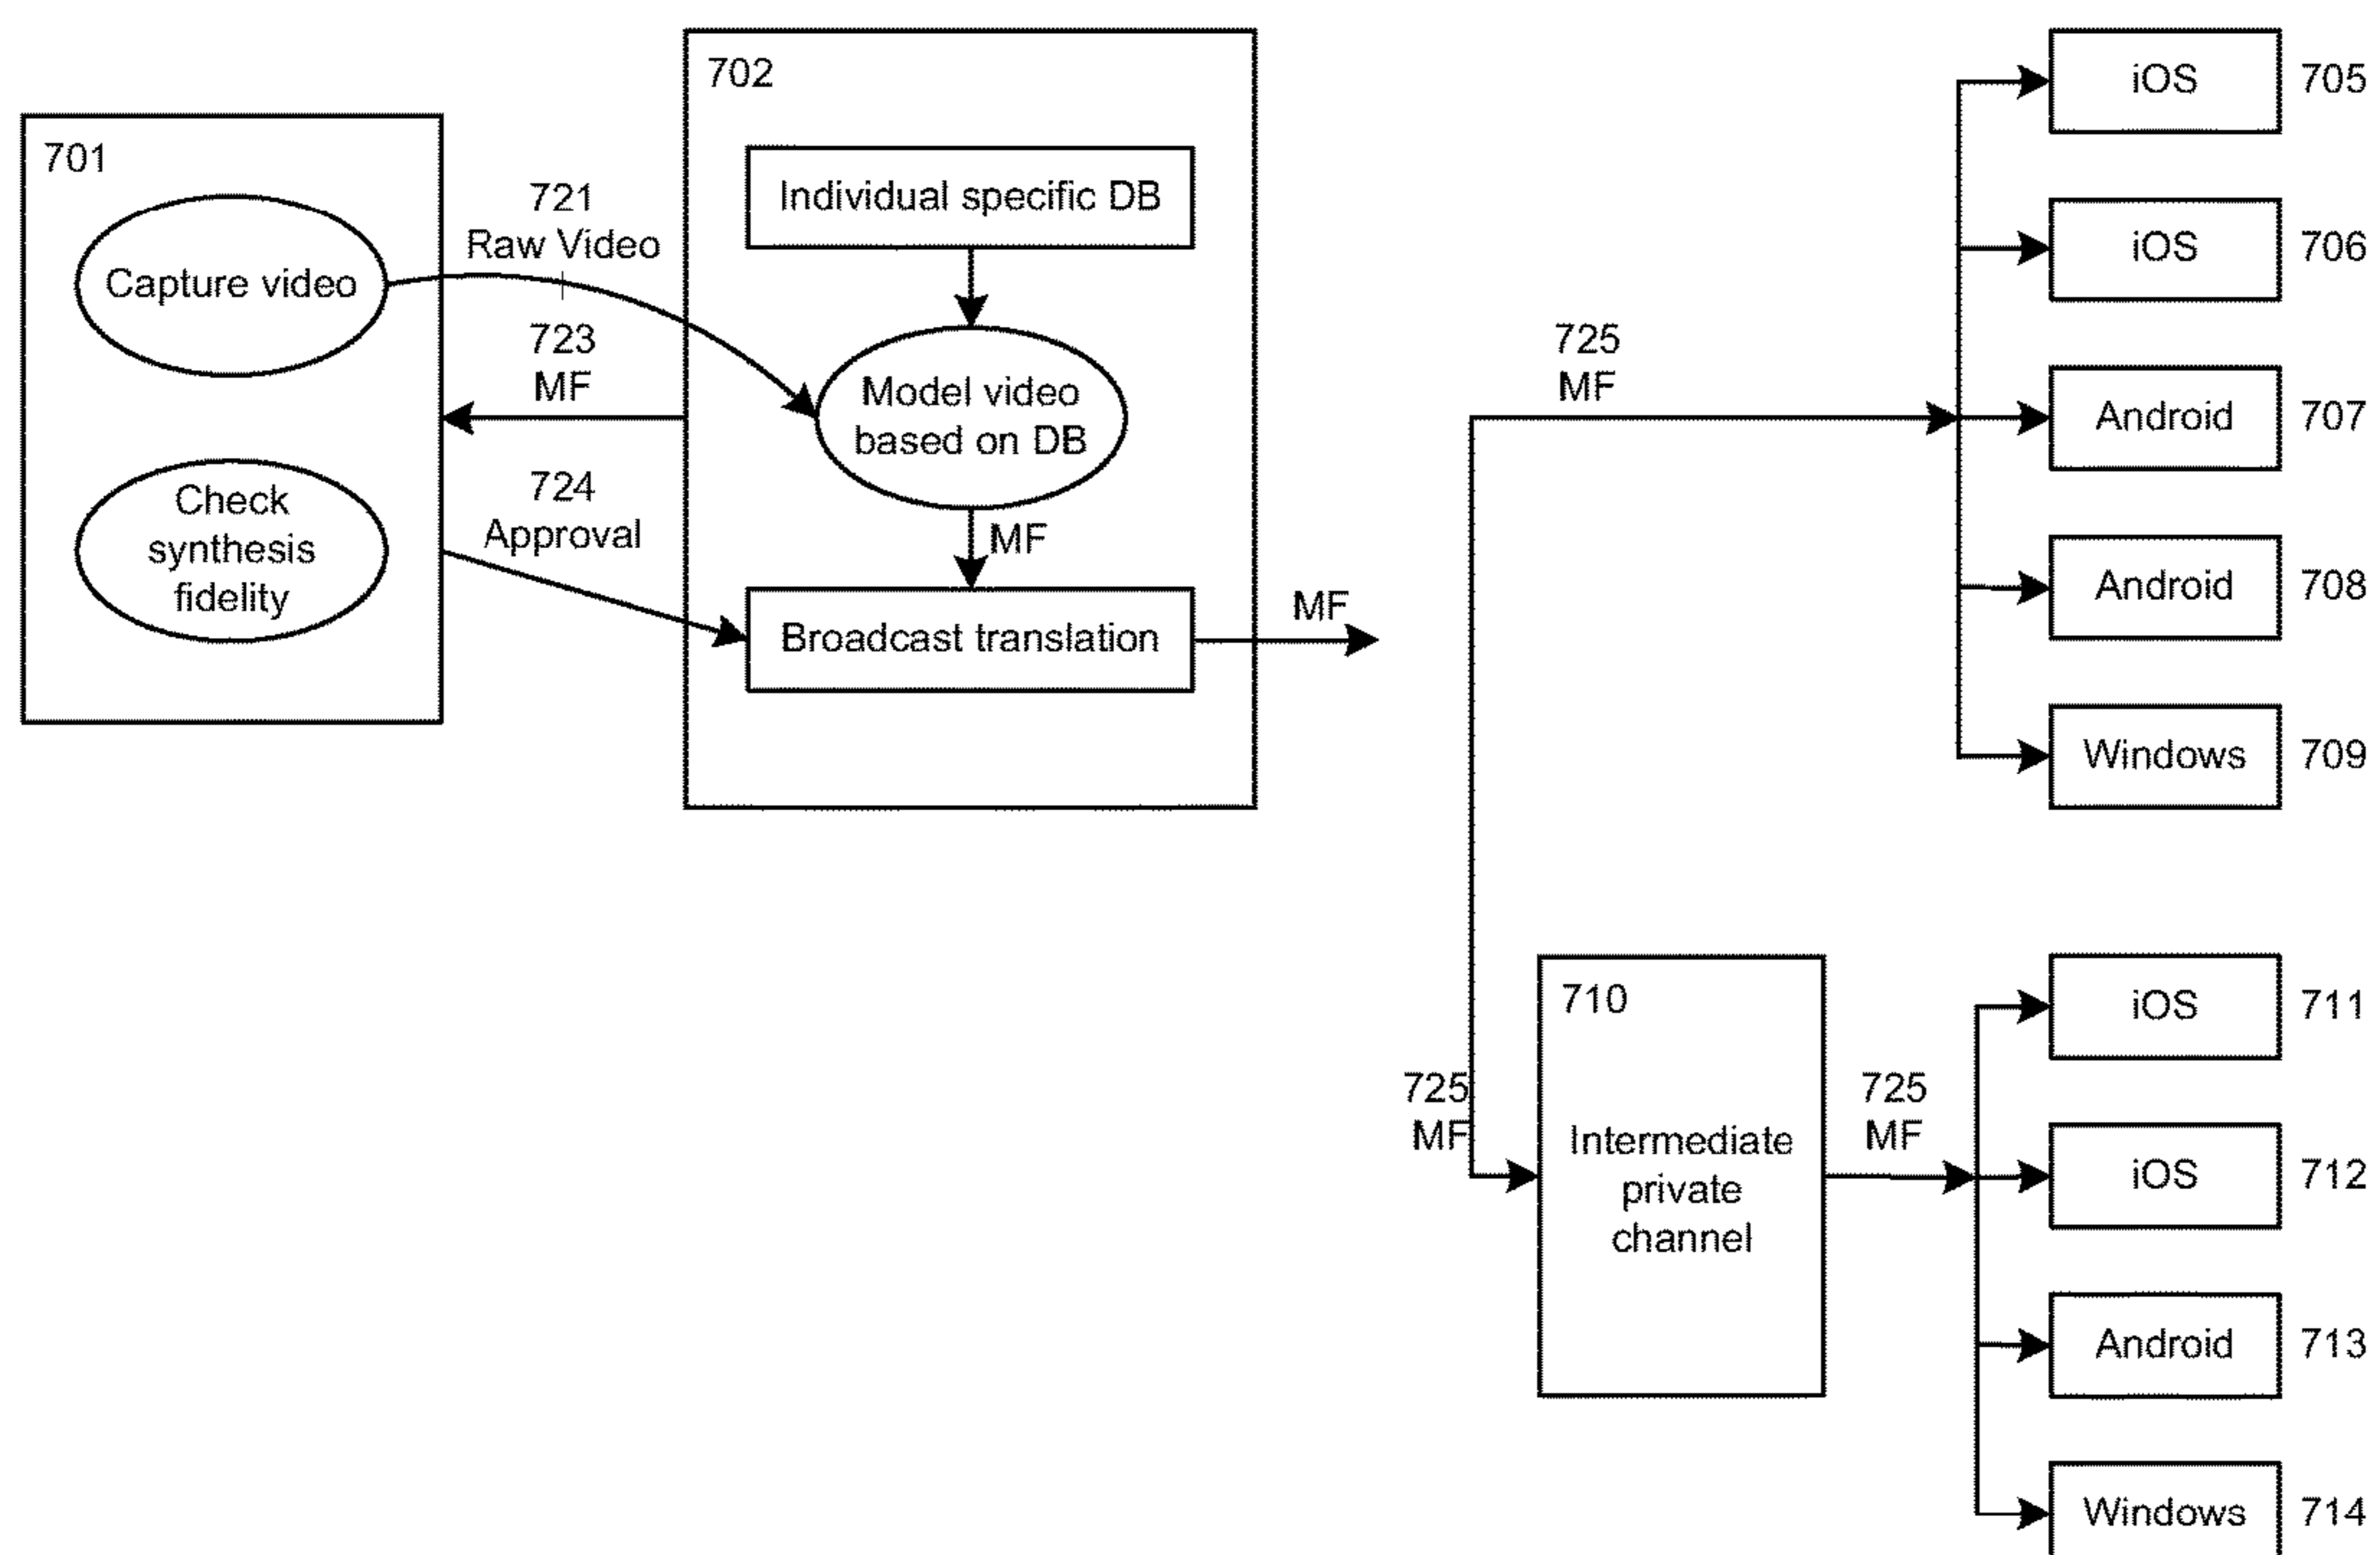 701
Capture video
Check
synthesis
fidelity
721
Raw Video
723
MF
724
Approval
702
Individual specific DB
Model video
based on DB
MF
Broadcast translation
MF
725
MF
iOS 705
iOS 706
Android 707
Android 708
Windows 709
725
MF
710
Intermediate
private
channel
725
MF
iOS 711
iOS 712
Android 713
Windows 714